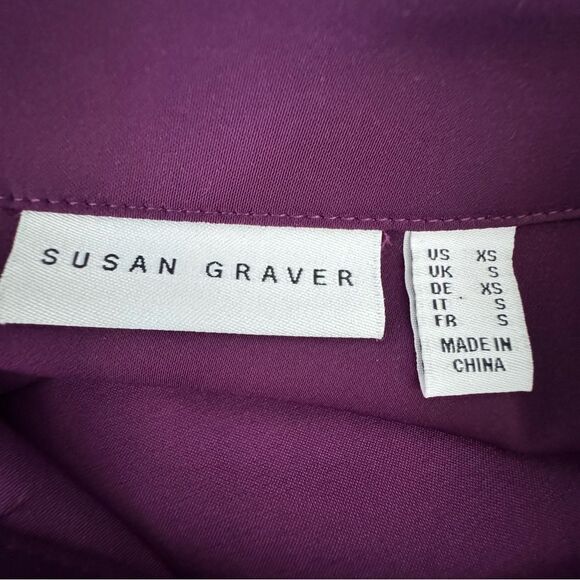 SUSAN GRAVER
US XS
UK S
DE XS
IT S
FR S
MADE IN
CHINA